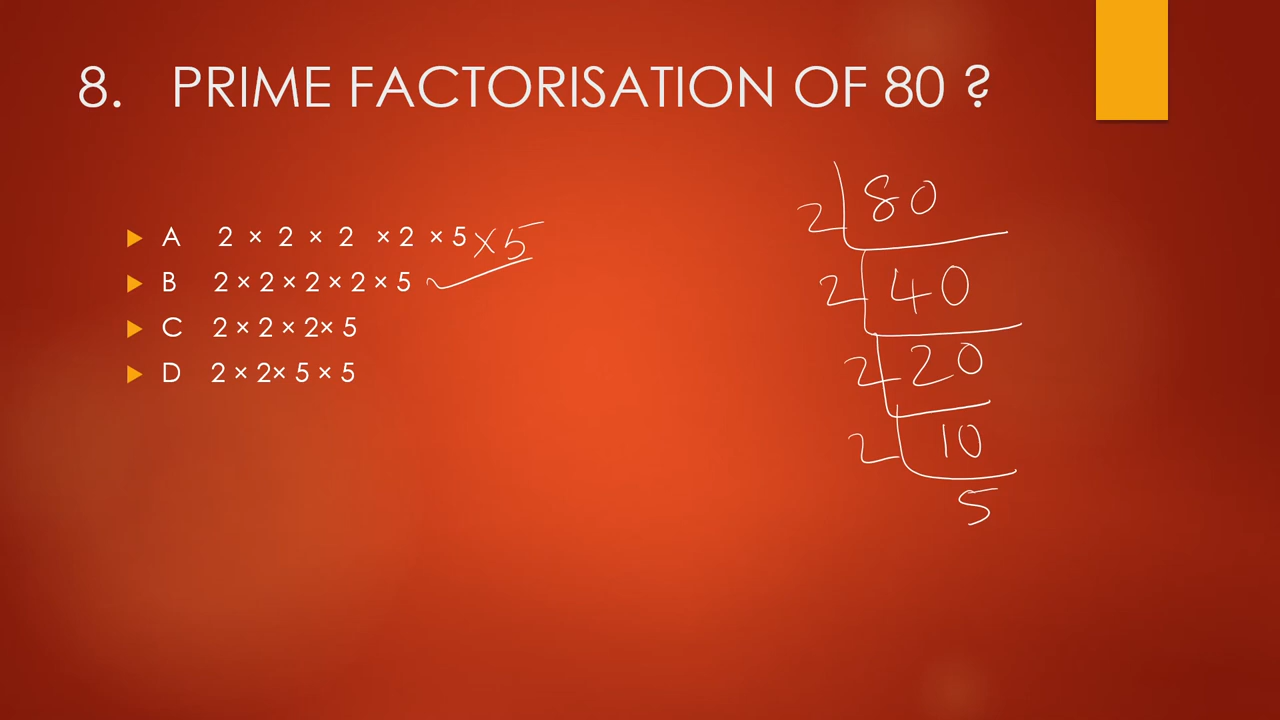 8. PRIME FACTORISATION OF 80 ?
A 2 × 2 × 2 × 2 × 5 × 5
B 2 × 2 × 2 × 2 × 5
C 2 × 2 × 2× 5
D 2 × 2× 5 × 5
2 80
2 40
2 20
2 10
5